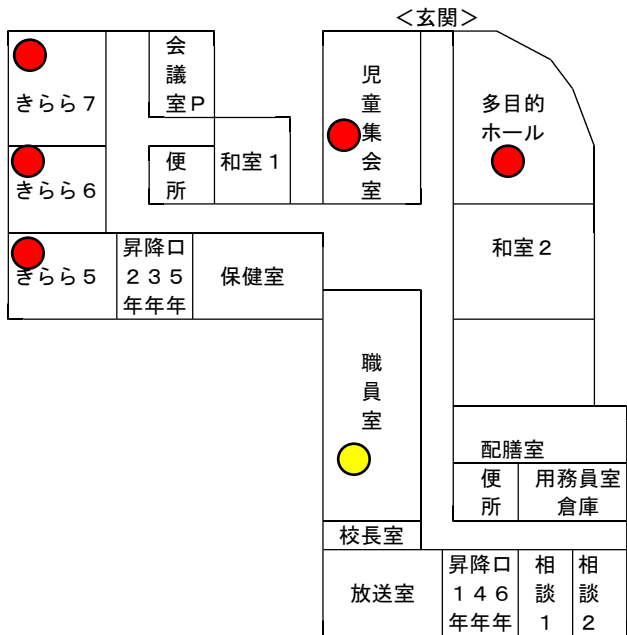 ＜玄関＞
会議室P
児童集会室
きらら７
多目的
ホール
便所
和室１
きらら６
きらら５
昇降口
２３５
年年年
保健室
和室２
職員室
配膳室
便所
用務員室
倉庫
校長室
放送室
昇降口
１４６
年年年
相談１
相談２